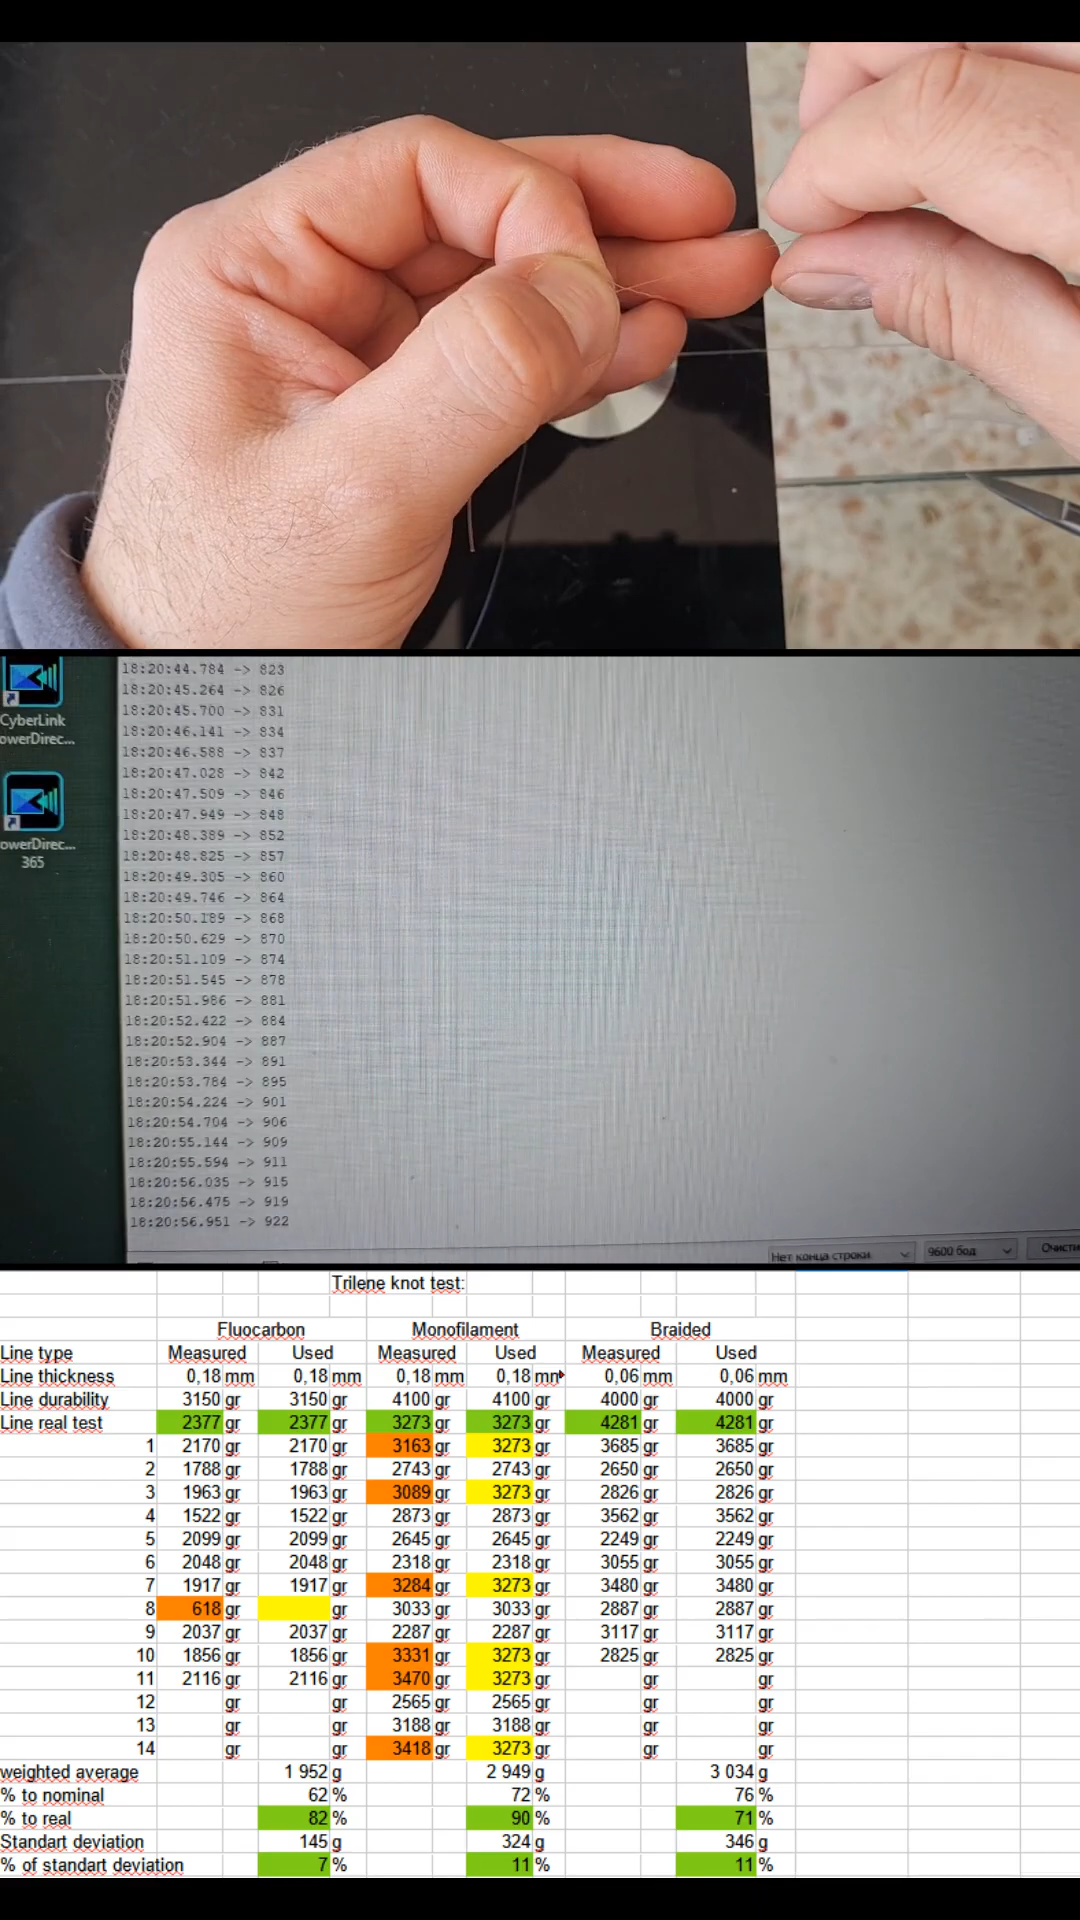 CyberLink
owerDirec...
owerDirec...
365
18:20:44.784 -> 823
18:20:45.264 -> 826
18:20:45.700 -> 831
18:20:46.141 -> 834
18:20:46.588 -> 837
18:20:47.028 -> 842
18:20:47.509 -> 846
18:20:47.949 -> 848
18:20:48.389 -> 852
18:20:48.825 -> 857
18:20:49.305 -> 860
18:20:49.746 -> 864
18:20:50.189 -> 868
18:20:50.629 -> 870
18:20:51.109 -> 874
18:20:51.545 -> 878
18:20:51.986 -> 881
18:20:52.422 -> 884
18:20:52.904 -> 887
18:20:53.344 -> 891
18:20:53.784 -> 895
18:20:54.224 -> 901
18:20:54.704 -> 906
18:20:55.144 -> 909
18:20:55.594 -> 911
18:20:56.035 -> 915
18:20:56.475 -> 919
18:20:56.951 -> 922
Нет конца строки 9600 бод Очисти
Trilene knot test:
Fluocarbon Monofilament Braided
Line type Measured Used Measured Used Measured Used
Line thickness 0,18 mm 0,18 mm 0,18 mm 0,18 mm 0,06 mm 0,06 mm
Line durability 3150 gr 3150 gr 4100 gr 4100 gr 4000 gr 4000 gr
Line real test 2377 gr 2377 gr 3273 gr 3273 gr 4281 gr 4281 gr
1 2170 gr 2170 gr 3163 gr 3273 gr 3685 gr 3685 gr
2 1788 gr 1788 gr 2743 gr 2743 gr 2650 gr 2650 gr
3 1963 gr 1963 gr 3089 gr 3273 gr 2826 gr 2826 gr
4 1522 gr 1522 gr 2873 gr 2873 gr 3562 gr 3562 gr
5 2099 gr 2099 gr 2645 gr 2645 gr 2249 gr 2249 gr
6 2048 gr 2048 gr 2318 gr 2318 gr 3055 gr 3055 gr
7 1917 gr 1917 gr 3284 gr 3273 gr 3480 gr 3480 gr
8 618 gr gr 3033 gr 3033 gr 2887 gr 2887 gr
9 2037 gr 2037 gr 2287 gr 2287 gr 3117 gr 3117 gr
10 1856 gr 1856 gr 3331 gr 3273 gr 2825 gr 2825 gr
11 2116 gr 2116 gr 3470 gr 3273 gr gr gr
12 gr gr 2565 gr 2565 gr gr gr
13 gr gr 3188 gr 3188 gr gr gr
14 gr gr 3418 gr 3273 gr gr gr
weighted average 1 952 g 2 949 g 3 034 g
% to nominal 62 % 72 % 76 %
% to real 82 % 90 % 71 %
Standart deviation 145 g 324 g 346 g
% of standart deviation 7 % 11 % 11 %